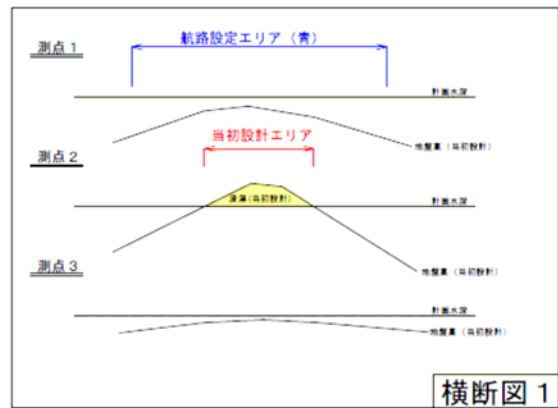 測点1
航路設定エリア（青）
計画水深
地盤高（当初設計）
測点2
当初設計エリア
浚渫(当初設計)
計画水深
地盤高（当初設計）
測点3
計画水深
地盤高（当初設計）
横断図1